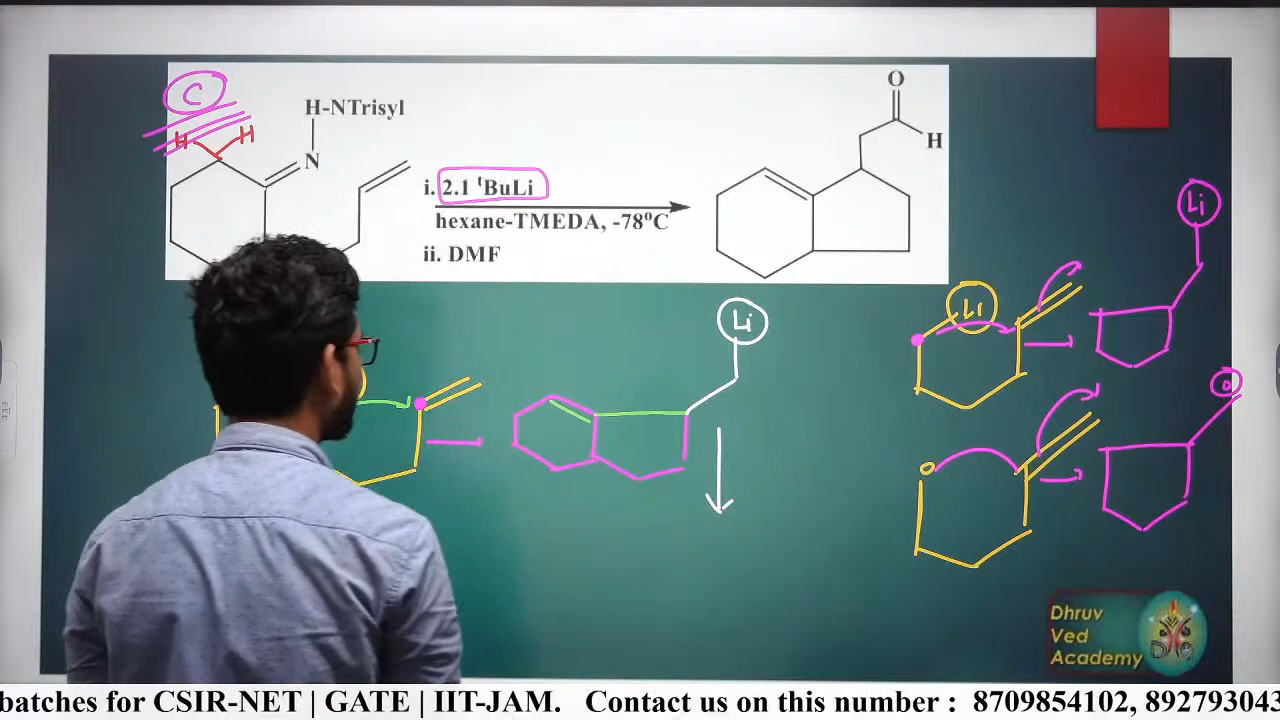 C
H-NTrisyl
H H
N
i. 2.1 ᵗBuLi
hexane-TMEDA, -78⁰C
ii. DMF
O
H
Li
Li
Li
O
O
Dhruv
Ved
Academy
batches for CSIR-NET | GATE | IIT-JAM. Contact us on this number : 8709854102, 892793043